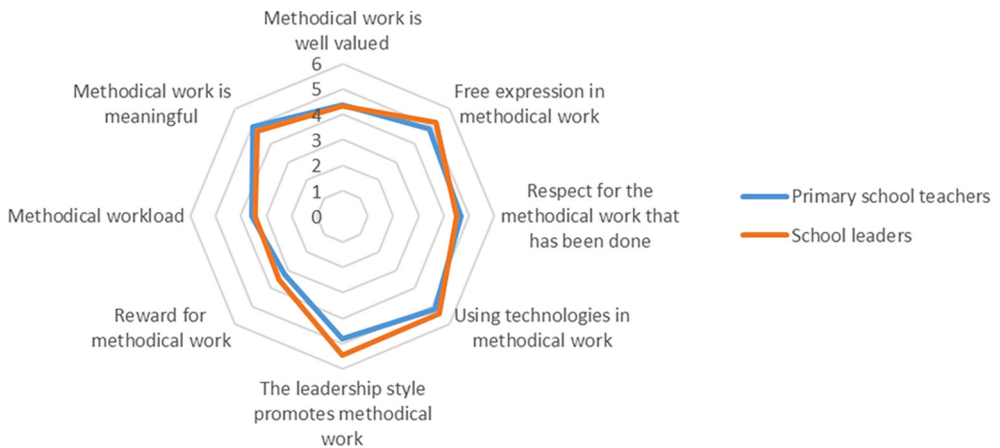 Methodical work is
well valued
Free expression in
methodical work
Respect for the
methodical work that
has been done
Using technologies in
methodical work
The leadership style
promotes methodical
work
Reward for
methodical work
Methodical workload
Methodical work is
meaningful
6
5
4
3
2
1
0
Primary school teachers
School leaders